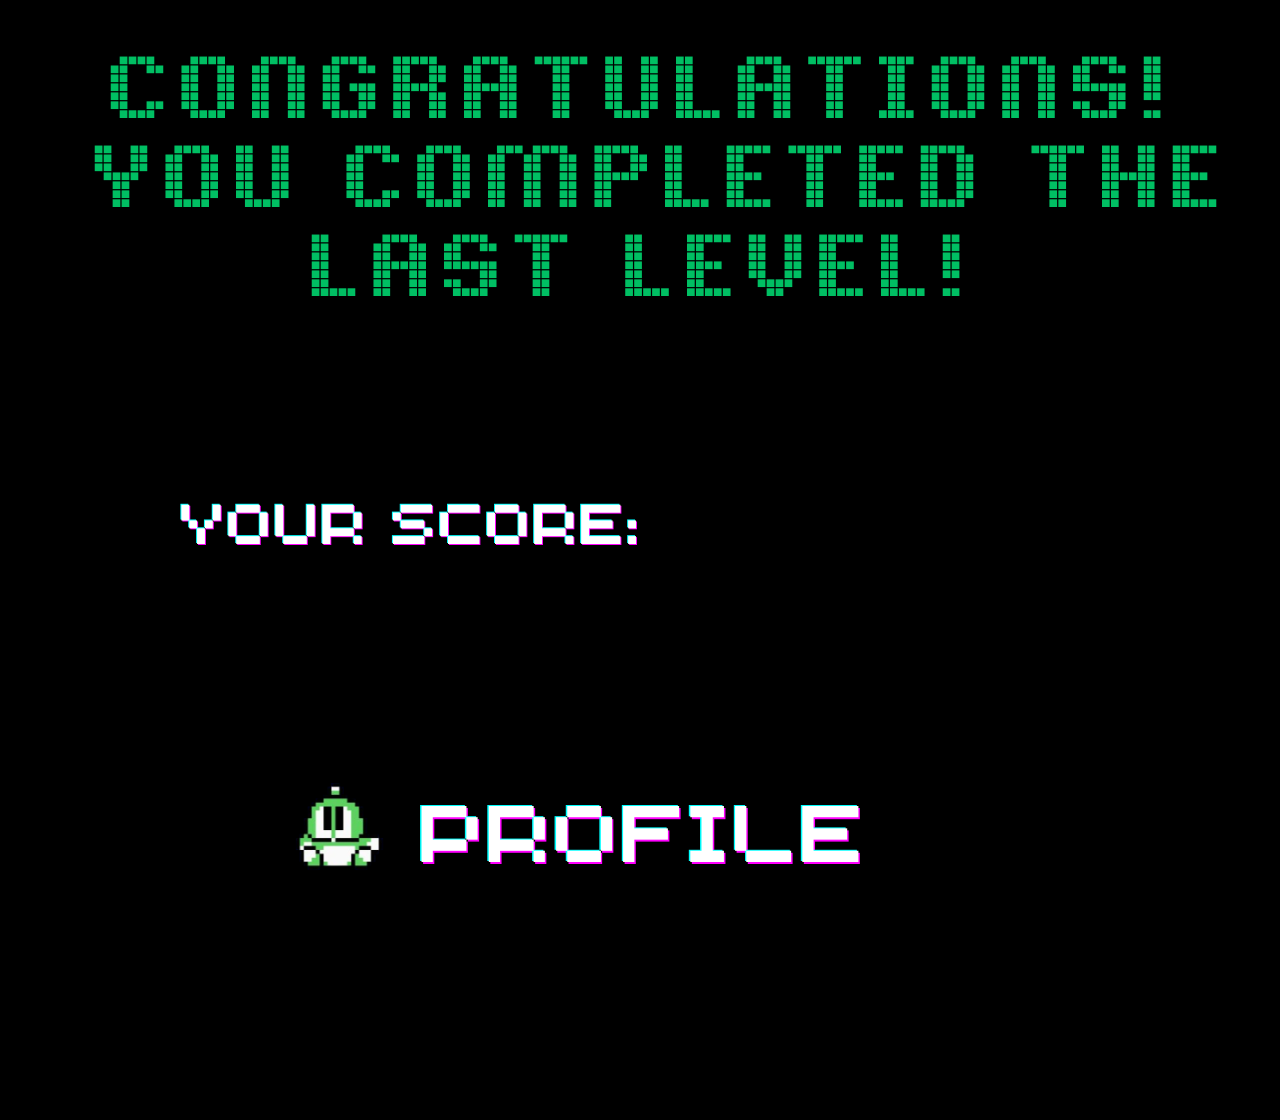 CONGRATULATIONS!
YOU COMPLETED THE
LAST LEVEL!
YOUR SCORE:
PROFILE